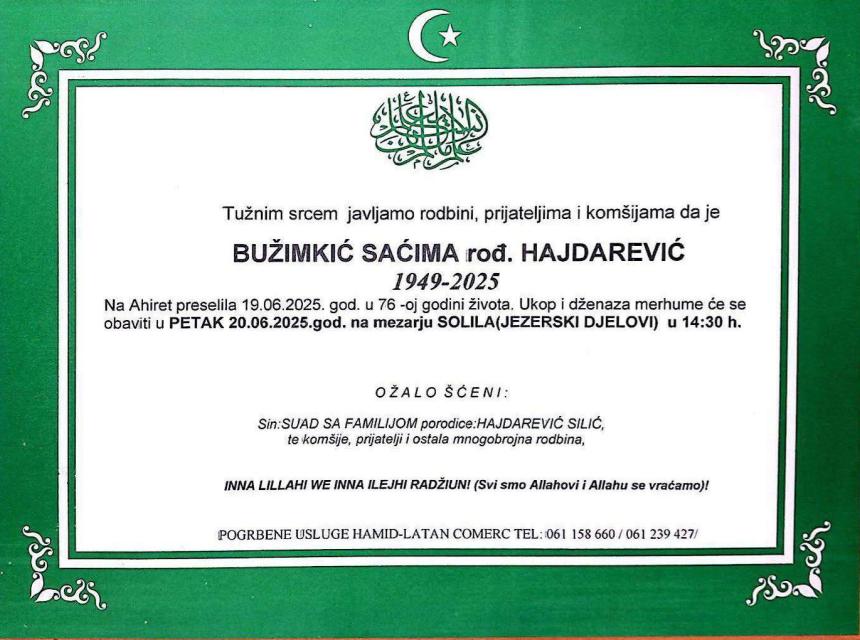 Tužnim srcem javljamo rodbini, prijateljima i komšijama da je
BUŽIMKIĆ SAĆIMA rođ. HAJDAREVIĆ
1949-2025
Na Ahiret preselila 19.06.2025. god. u 76 -oj godini života. Ukop i dženaza merhume će se
obaviti u PETAK 20.06.2025.god. na mezarju SOLILA(JEZERSKI DJELOVI) u 14:30 h.
OŽALO ŠĆENI:
Sin:SUAD SA FAMILIJOM porodice:HAJDAREVIĆ SILIĆ,
te komšije, prijatelji i ostala mnogobrojna rodbina,
INNA LILLAHI WE INNA ILEJHI RADŽIUN! (Svi smo Allahovi i Allahu se vraćamo)!
POGRBENE USLUGE HAMID-LATAN COMERC TEL: 061 158 660 / 061 239 427/